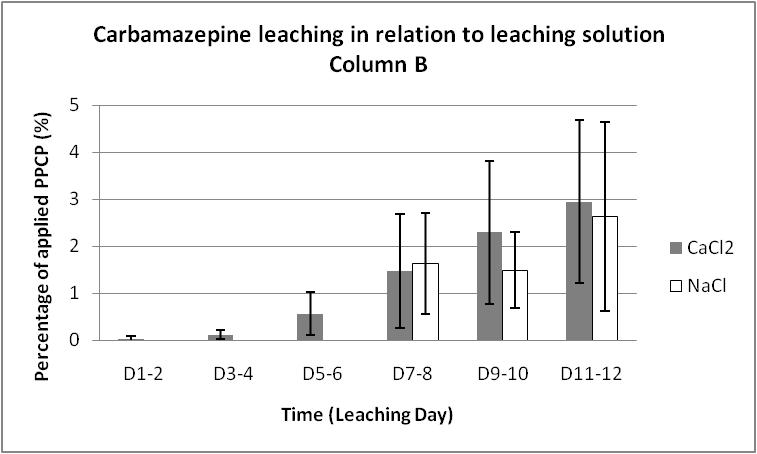 Carbamazepine leaching in relation to leaching solution
Column B
Percentage of applied PPCP (%)
5
4
3
2
1
0
D1-2 D3-4 D5-6 D7-8 D9-10 D11-12
Time (Leaching Day)
CaCl2
NaCl